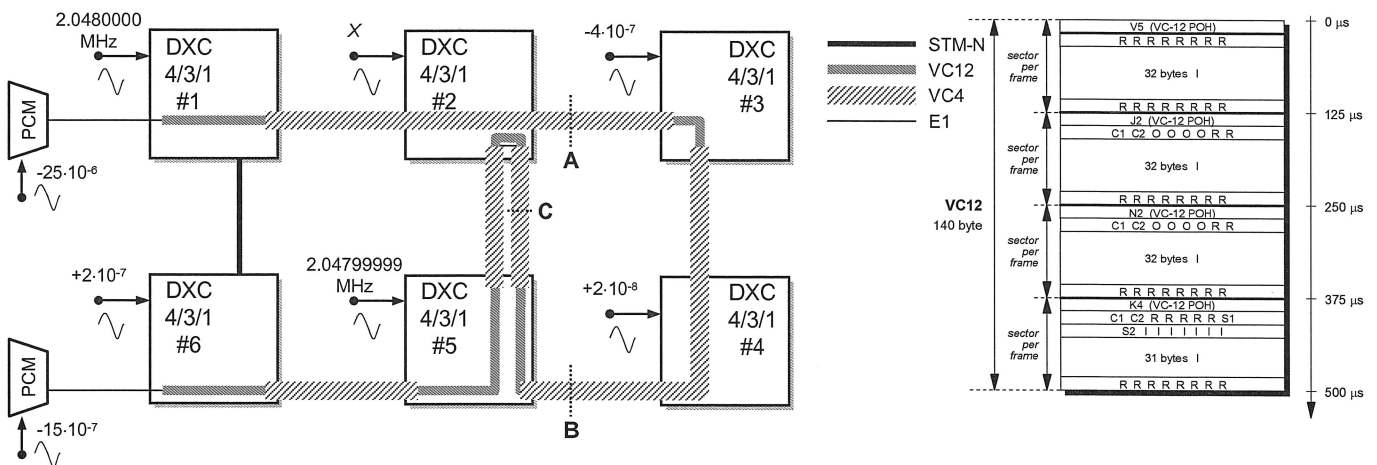 2.0480000
MHz
DXC
4/3/1
#1
X
DXC
4/3/1
#2
-4·10⁻⁷
DXC
4/3/1
#3
PCM
-25·10⁻⁶
A
C
+2·10⁻⁷
DXC
4/3/1
#6
2.04799999
MHz
DXC
4/3/1
#5
+2·10⁻⁸
DXC
4/3/1
#4
PCM
-15·10⁻⁷
B
STM-N
VC12
VC4
E1
VC12
140 byte
sector
per
frame
sector
per
frame
sector
per
frame
sector
per
frame
V5 (VC-12 POH)
R R R R R R R R
32 bytes I
R R R R R R R R
J2 (VC-12 POH)
C1 C2 O O O O R R
32 bytes I
R R R R R R R R
N2 (VC-12 POH)
C1 C2 O O O O R R
32 bytes I
R R R R R R R R
K4 (VC-12 POH)
C1 C2 R R R R R S1
S2 I I I I I I I
31 bytes I
R R R R R R R R
0 µs
125 µs
250 µs
375 µs
500 µs